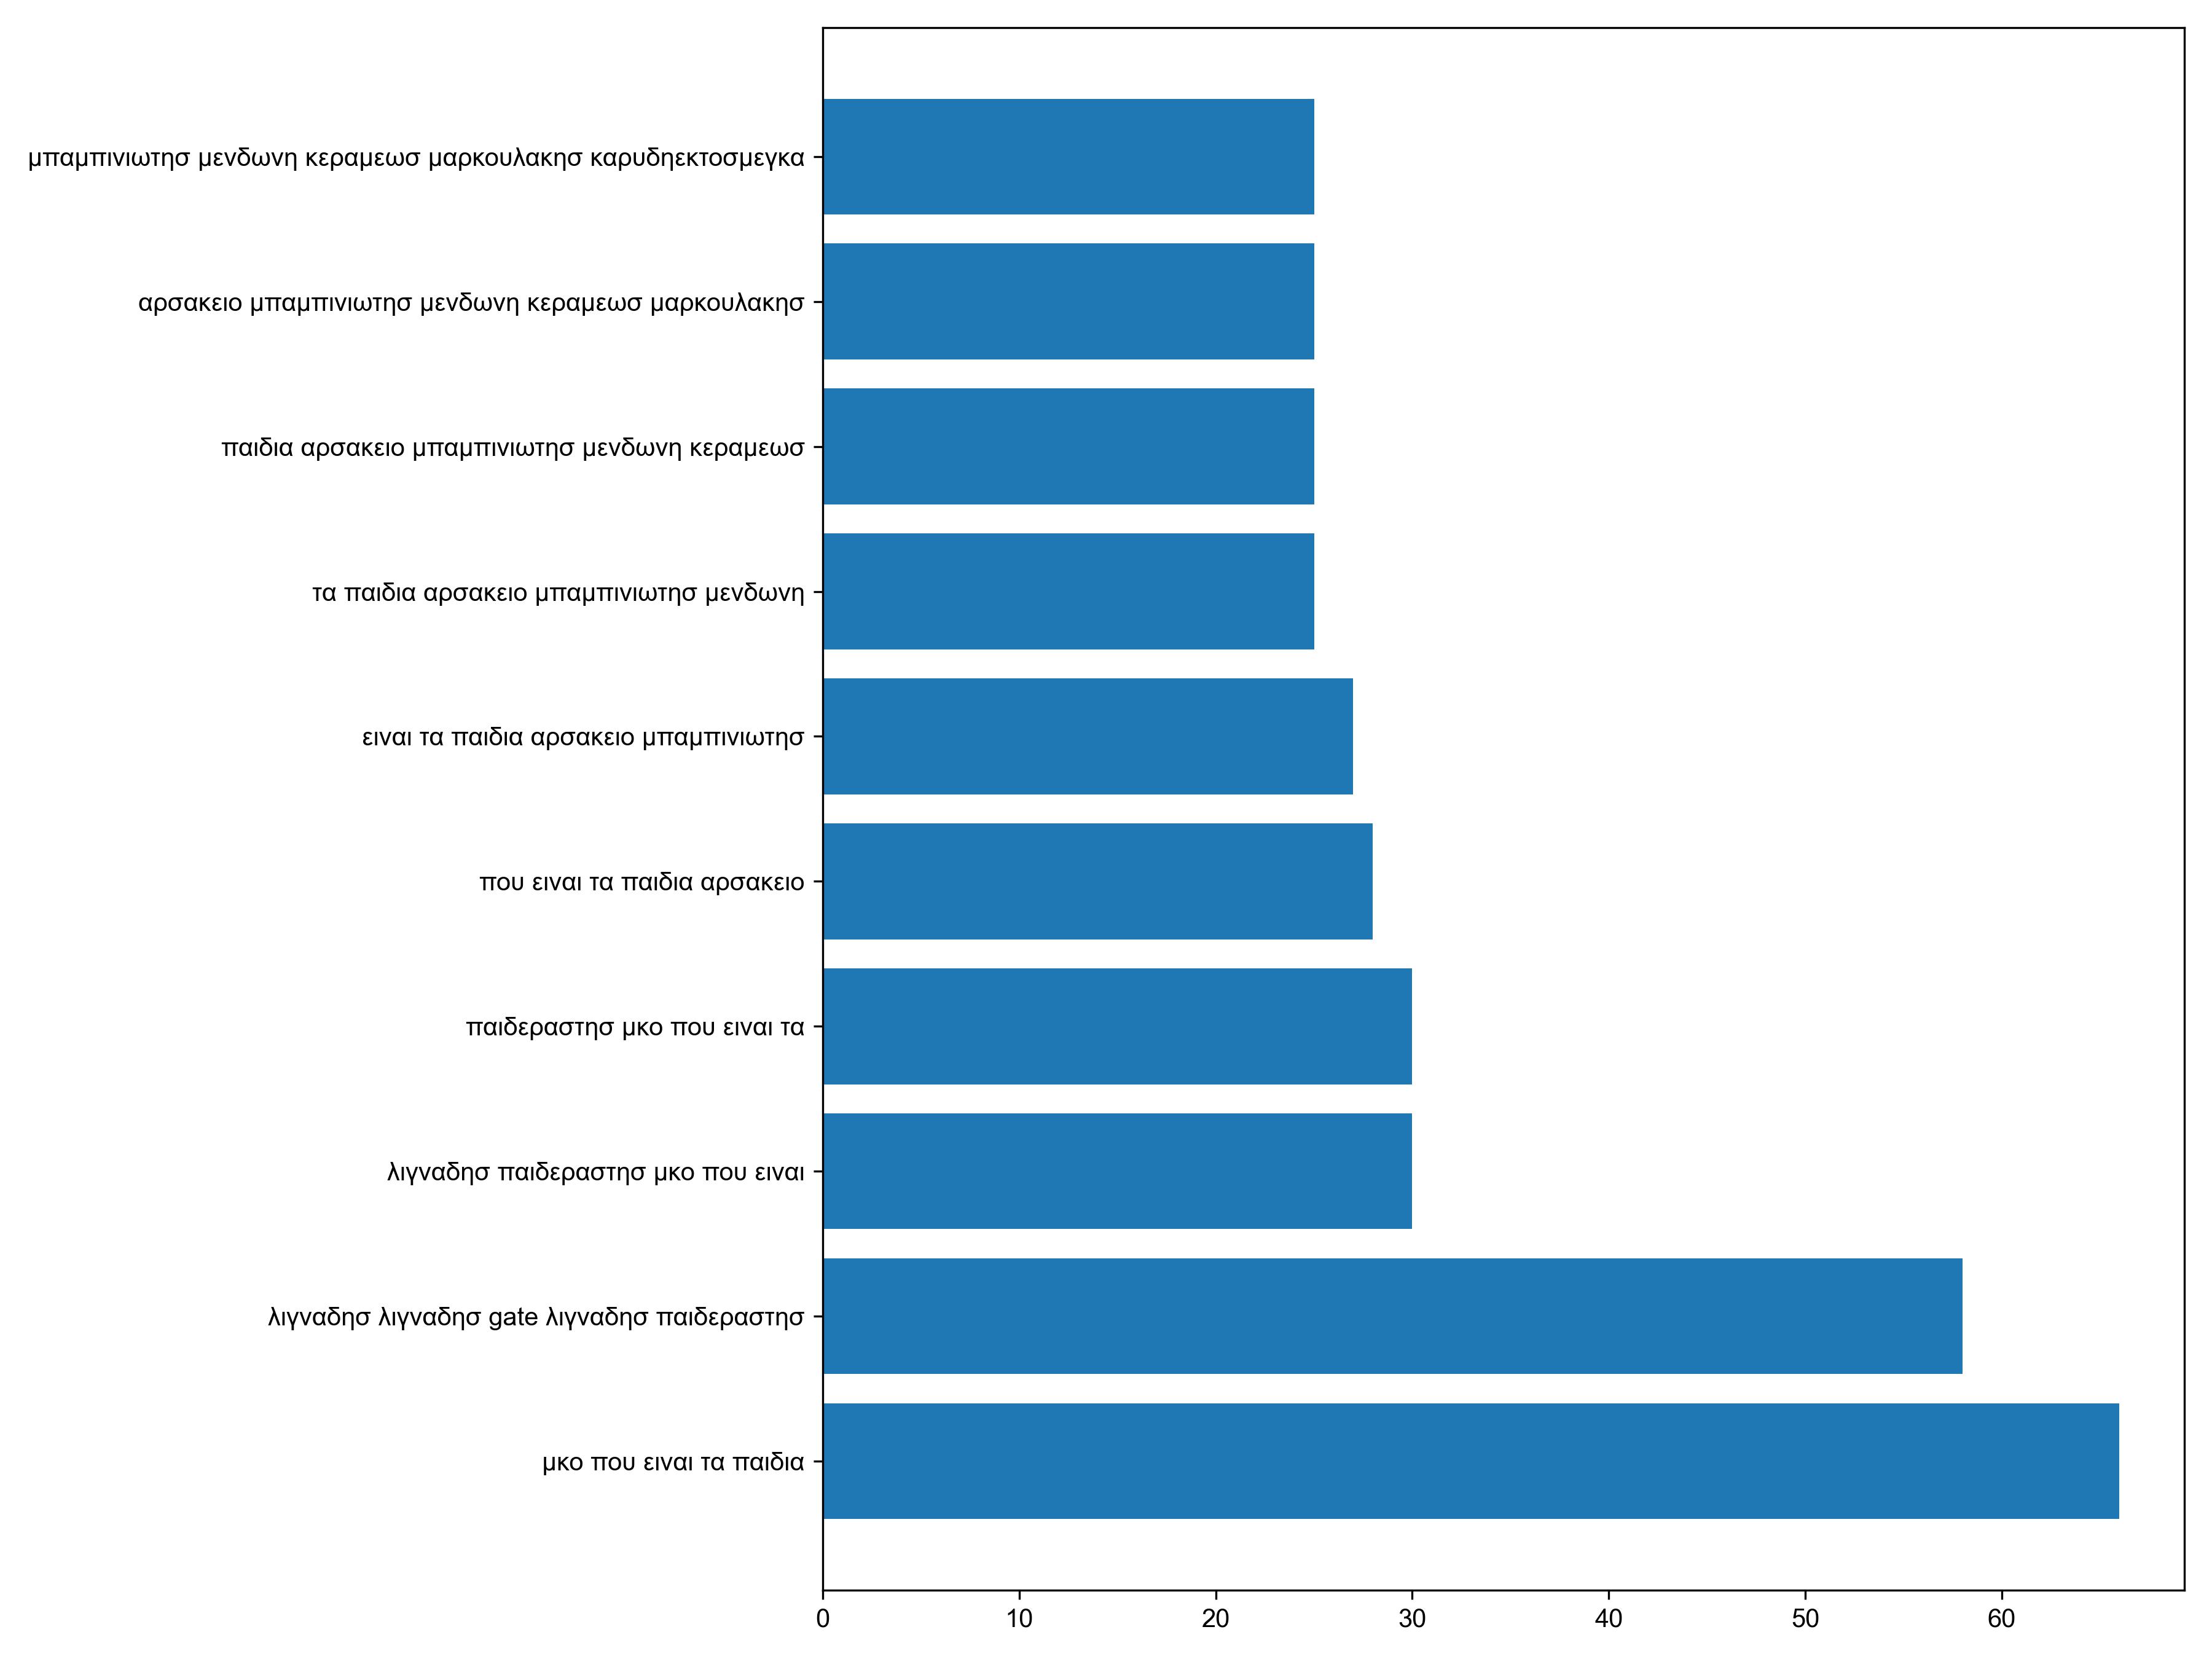 μπαμπινιωτησ μενδωνη κεραμεωσ μαρκουλακησ καρυδηεκτοσμεγκα
αρσακειο μπαμπινιωτησ μενδωνη κεραμεωσ μαρκουλακησ
παιδια αρσακειο μπαμπινιωτησ μενδωνη κεραμεωσ
τα παιδια αρσακειο μπαμπινιωτησ μενδωνη
ειναι τα παιδια αρσακειο μπαμπινιωτησ
που ειναι τα παιδια αρσακειο
παιδεραστησ μκο που ειναι τα
λιγναδησ παιδεραστησ μκο που ειναι
λιγναδησ λιγναδησ gate λιγναδησ παιδεραστησ
μκο που ειναι τα παιδια
0 10 20 30 40 50 60